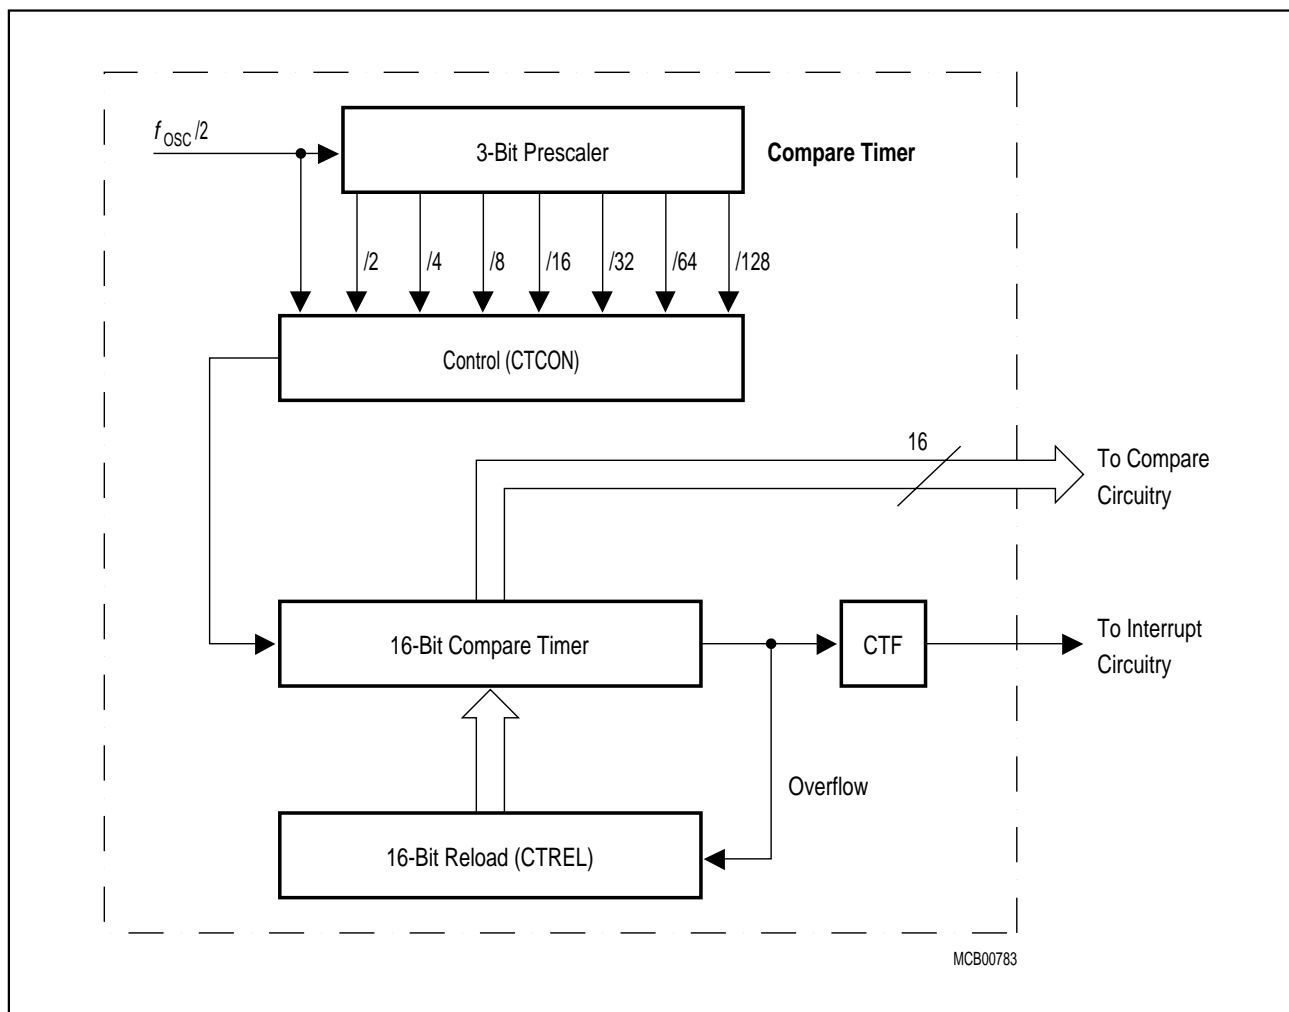 f OSC /2
3-Bit Prescaler
Compare Timer
/2 /4 /8 /16 /32 /64 /128
Control (CTCON)
16
To Compare
Circuitry
16-Bit Compare Timer
CTF
To Interrupt
Circuitry
Overflow
16-Bit Reload (CTREL)
MCB00783